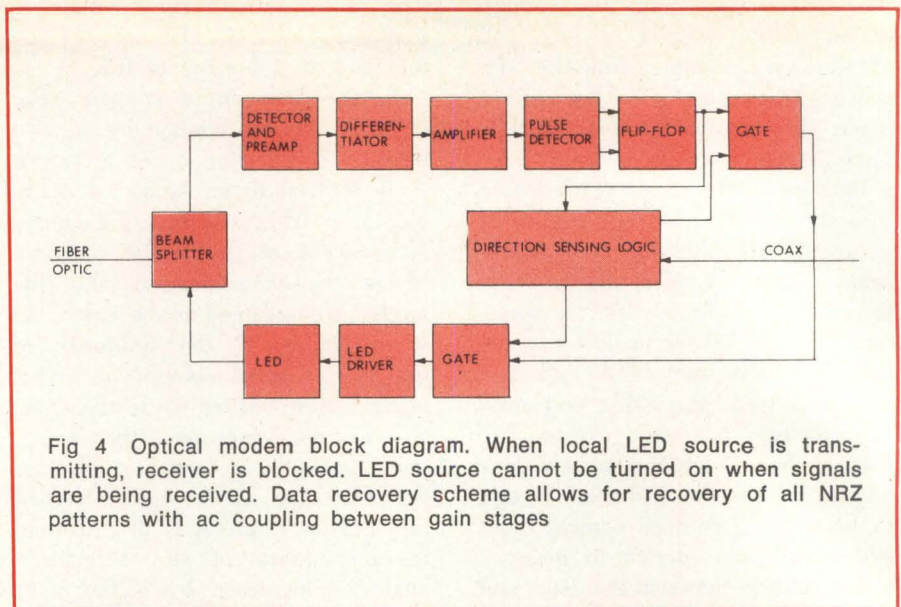 DETECTOR
AND
PREAMP
DIFFEREN-
TIATOR
AMPLIFIER
PULSE
DETECTOR
FLIP-FLOP
GATE
BEAM
SPLITTER
FIBER
OPTIC
DIRECTION SENSING LOGIC
COAX
LED
LED
DRIVER
GATE
Fig 4 Optical modem block diagram. When local LED source is trans-
mitting, receiver is blocked. LED source cannot be turned on when signals
are being received. Data recovery scheme allows for recovery of all NRZ
patterns with ac coupling between gain stages